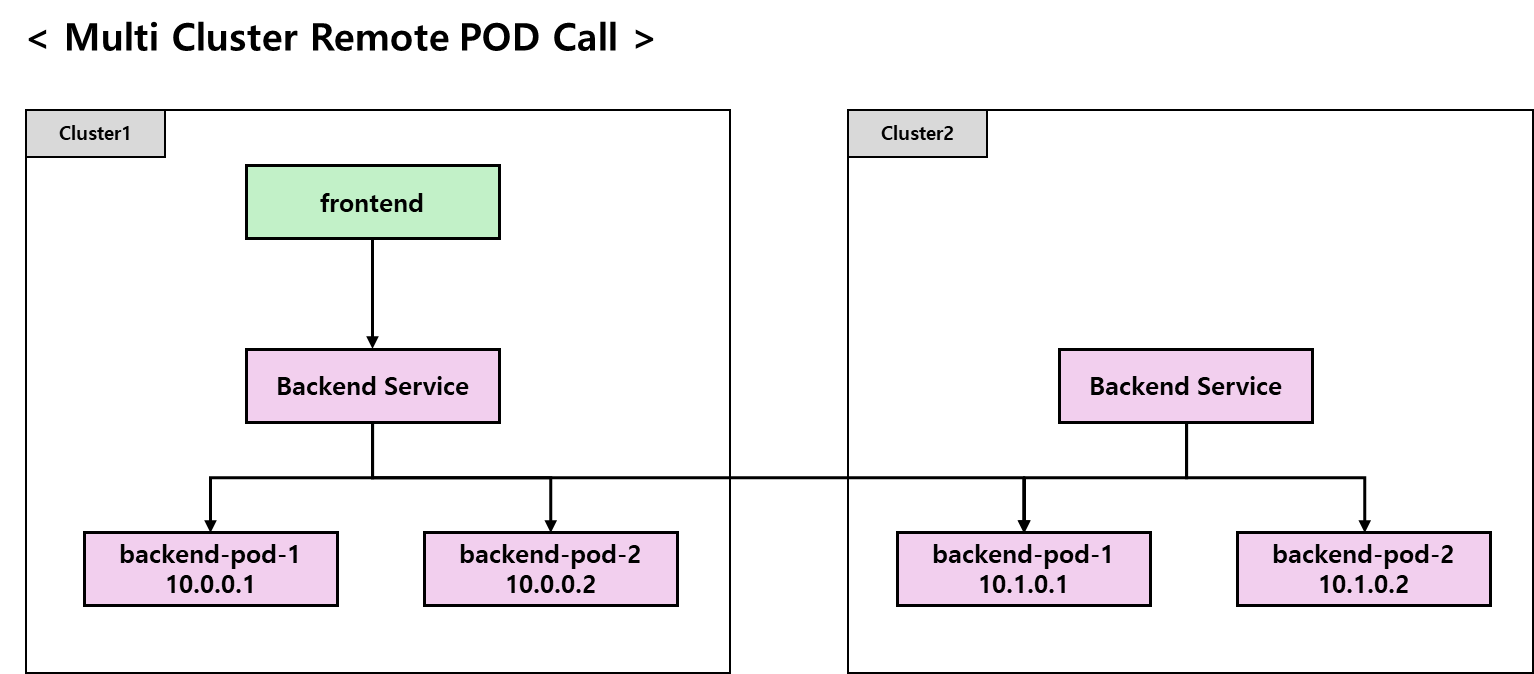 < Multi Cluster Remote POD Call >
Cluster1
Cluster2
frontend
Backend Service
Backend Service
backend-pod-1
10.0.0.1
backend-pod-2
10.0.0.2
backend-pod-1
10.1.0.1
backend-pod-2
10.1.0.2